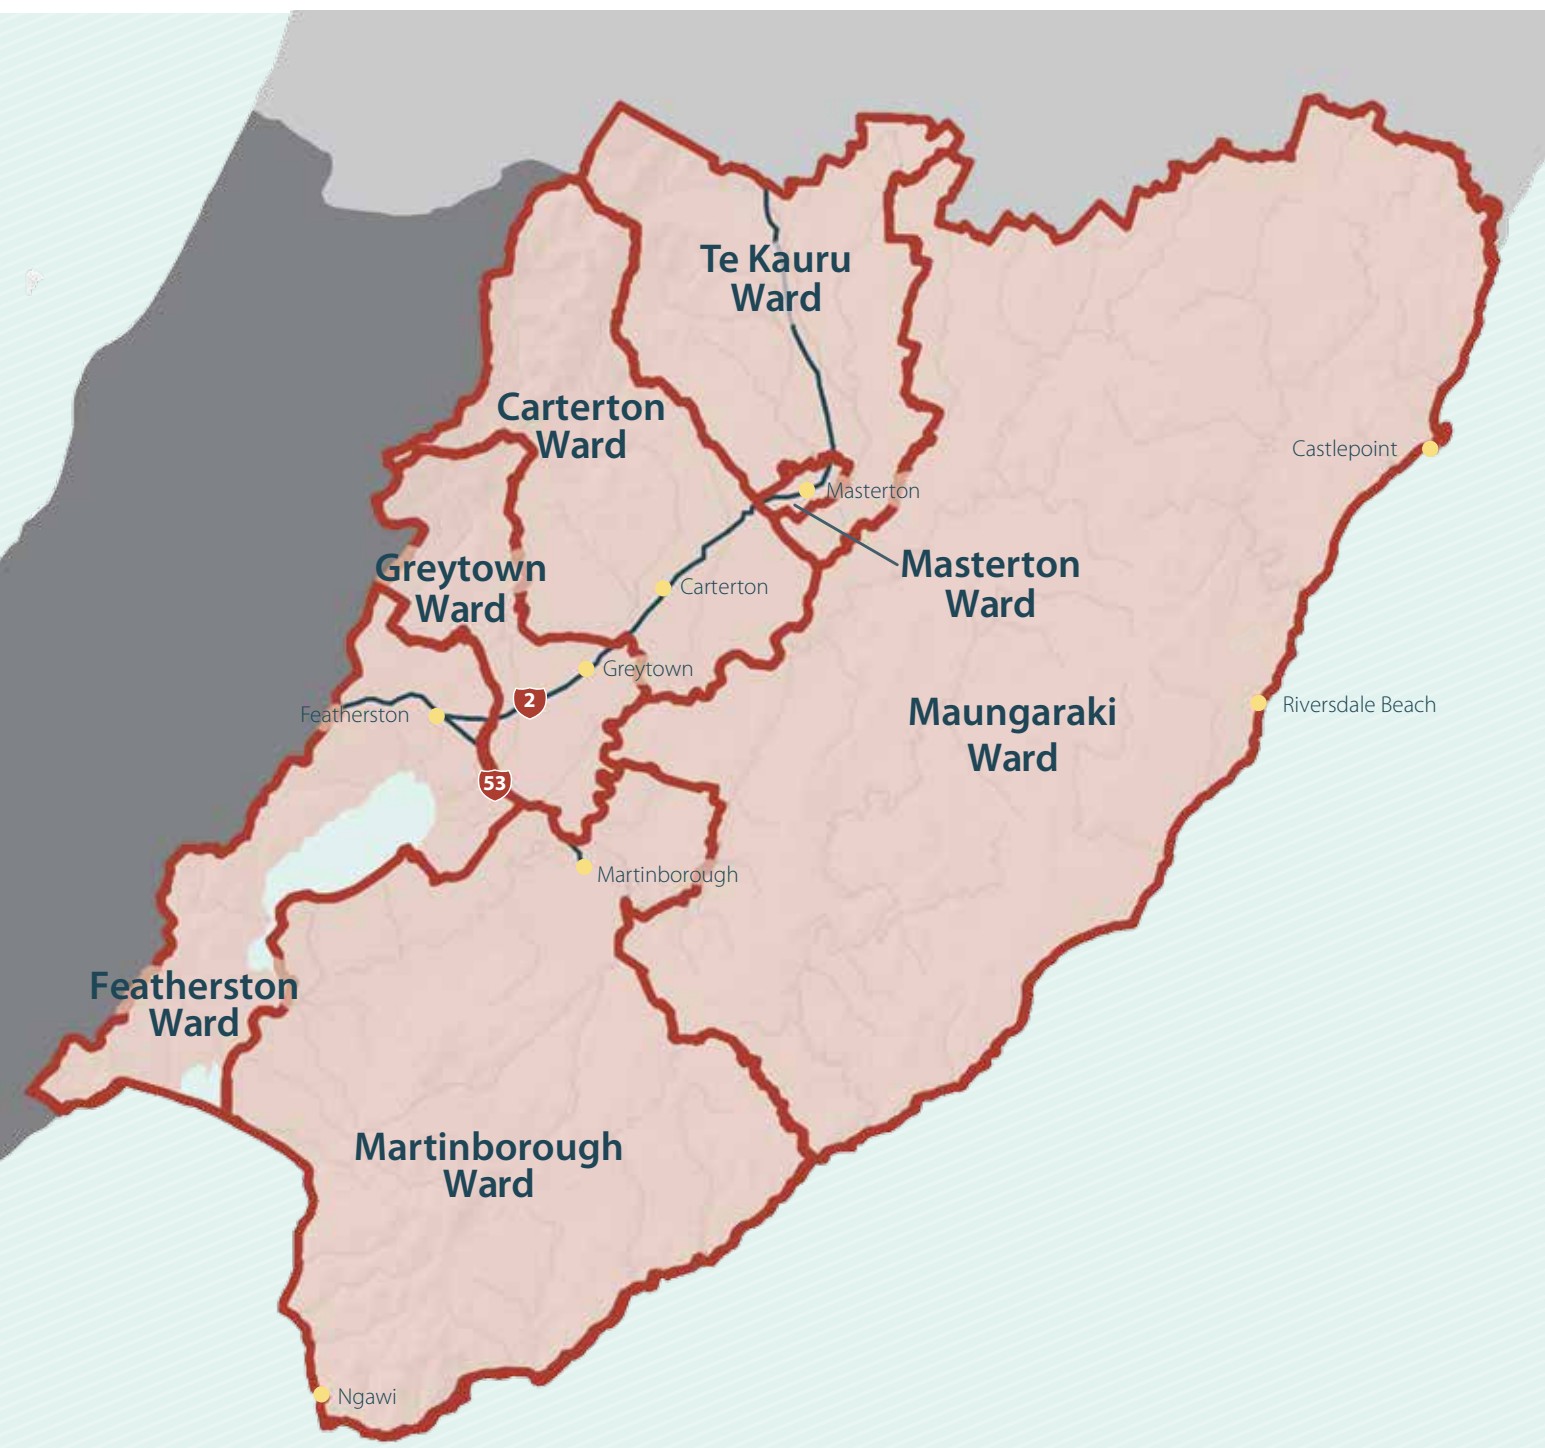 Te Kauru
Ward
Carterton
Ward
Castlepoint
Masterton
Greytown
Ward
Masterton
Ward
Carterton
Greytown
2
Featherston
Riversdale Beach
Maungaraki
Ward
53
Martinborough
Featherston
Ward
Martinborough
Ward
Ngawi